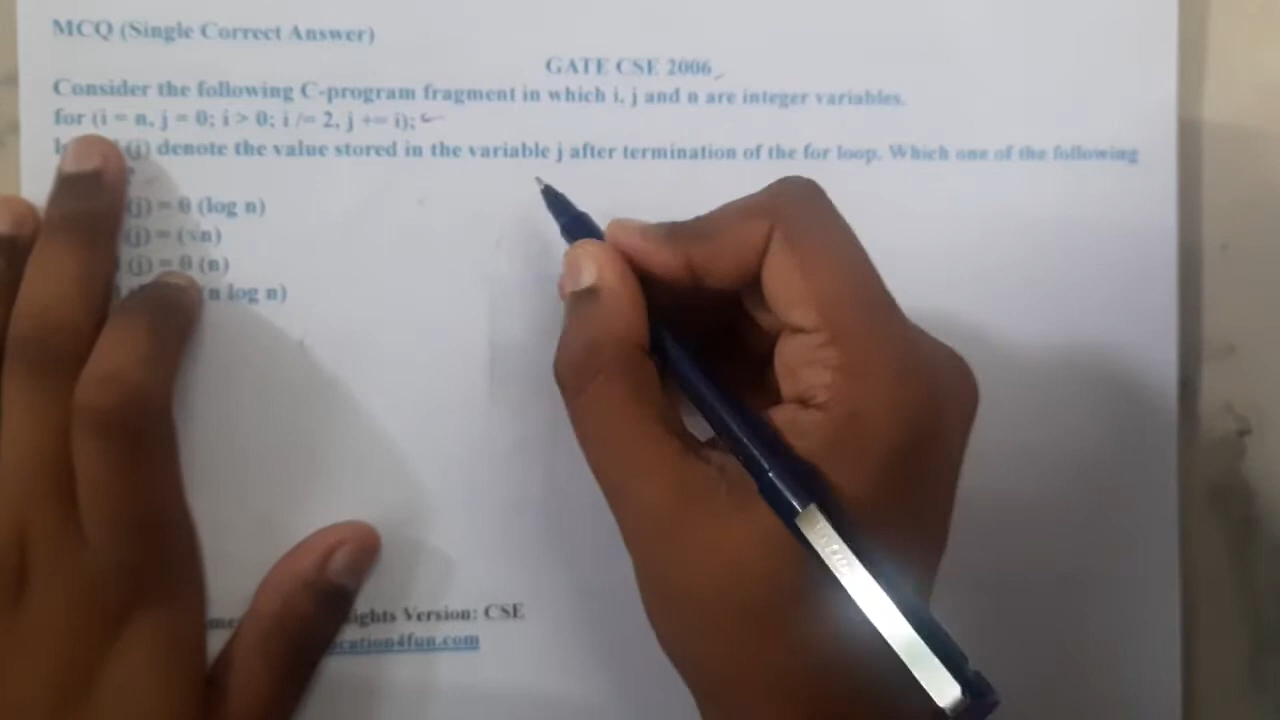 MCQ (Single Correct Answer)
GATE CSE 2006
Consider the following C-program fragment in which i, j and n are integer variables.
for (i = n, j = 0; i > 0; i /= 2, j += i);
(j) denote the value stored in the variable j after termination of the for loop. Which one of the following
(j) = θ (log n)
(j) = (√n)
(j) = θ (n)
(n log n)
ights Version: CSE
cation4fun.com